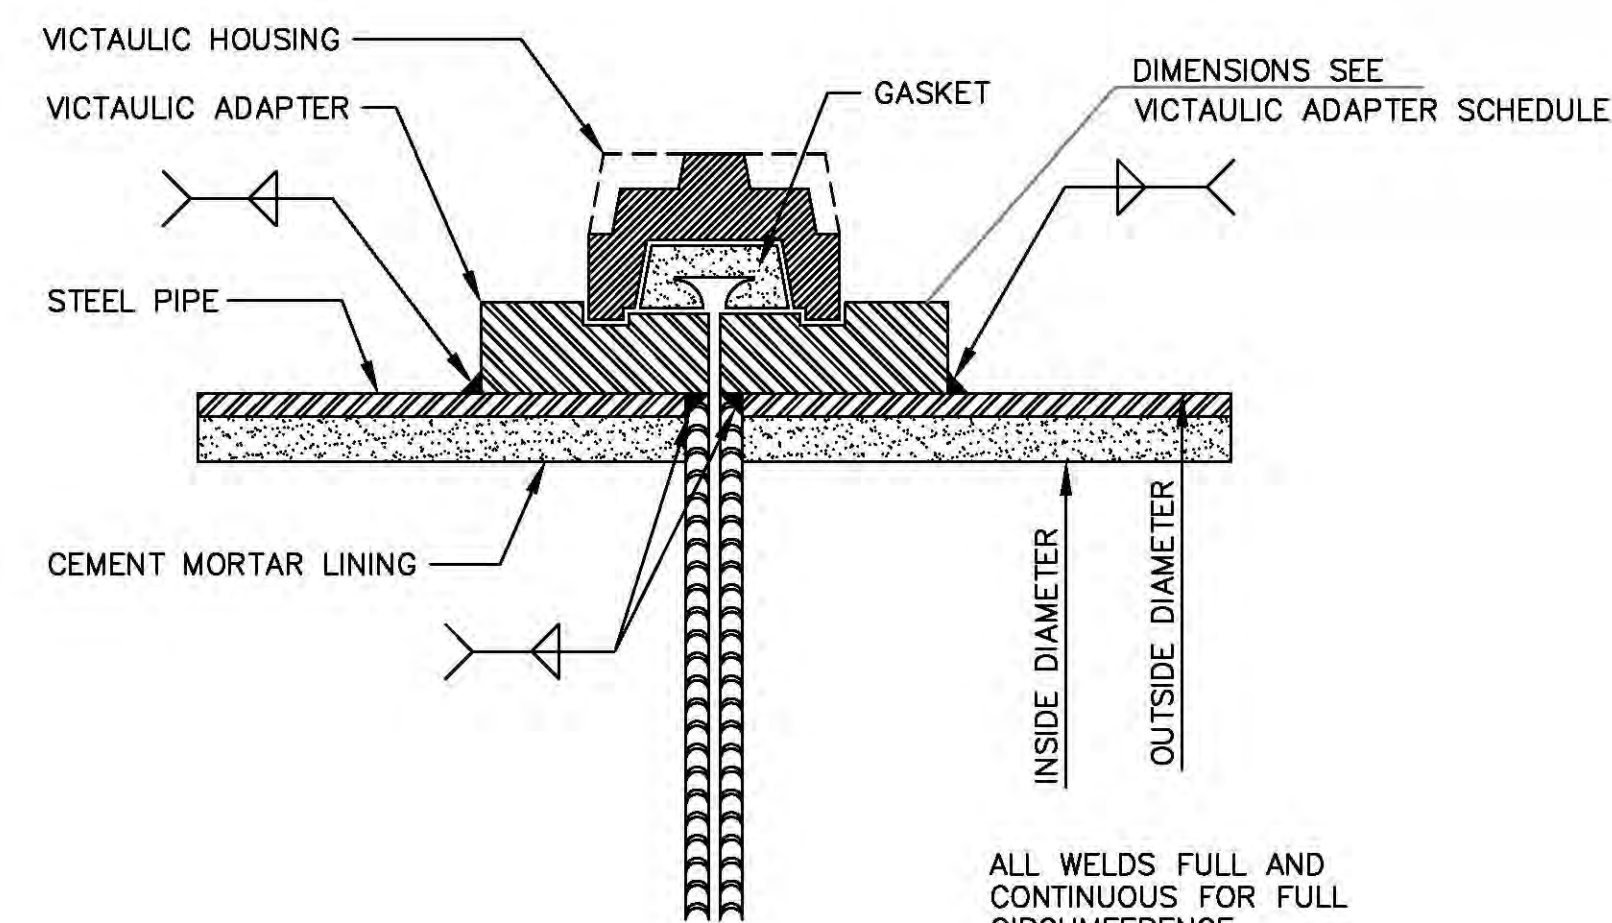 VICTAULIC HOUSING
VICTAULIC ADAPTER
GASKET
DIMENSIONS SEE
VICTAULIC ADAPTER SCHEDULE
STEEL PIPE
CEMENT MORTAR LINING
INSIDE DIAMETER
OUTSIDE DIAMETER
ALL WELDS FULL AND
CONTINUOUS FOR FULL
CIRCUMFERENCE